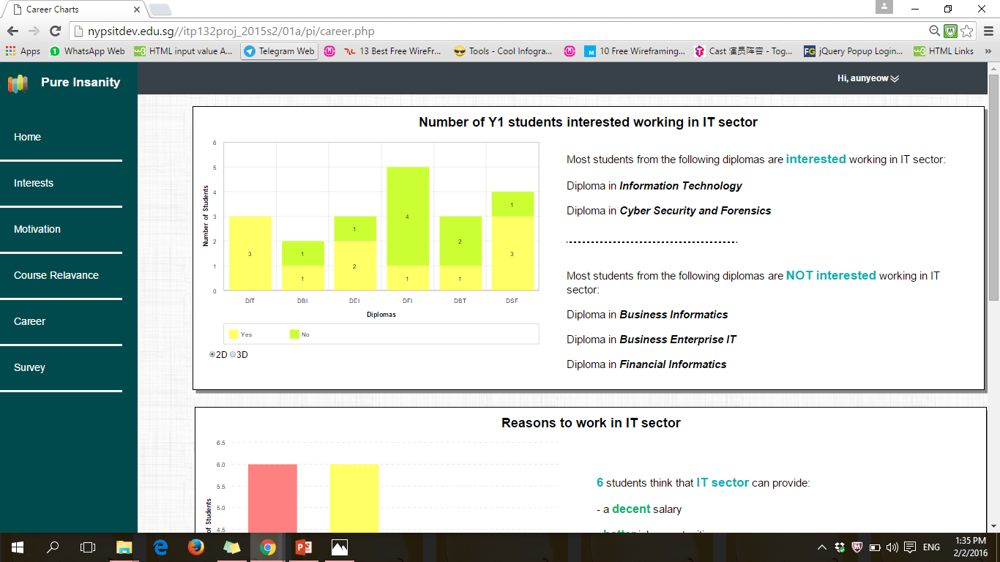 Career Charts
nypsitdev.edu.sg//itp132proj_2015s2/01a/pi/career.php
Apps WhatsApp Web HTML input value A... Telegram Web 13 Best Free WireFr... Tools - Cool Infogra... 10 Free Wireframing... Cast 演员阵容 - Tog... jQuery Popup Login... HTML Links »
Pure Insanity
Hi, aunyeow
Home
Interests
Motivation
Course Relavance
Career
Survey
Number of Y1 students interested working in IT sector
Number of Students
6
5
4
3
2
1
0
3
1
1
1
2
4
1
2
1
1
3
DIT DBI DEI DFI DBT DSF
Diplomas
Yes No
2D 3D
Most students from the following diplomas are interested working in IT sector:
Diploma in Information Technology
Diploma in Cyber Security and Forensics
Most students from the following diplomas are NOT interested working in IT
sector:
Diploma in Business Informatics
Diploma in Business Enterprise IT
Diploma in Financial Informatics
Reasons to work in IT sector
6.5
6.0
5.5
5.0
4.5
of Students
6 students think that IT sector can provide:
- a decent salary
ENG
1:35 PM
2/2/2016